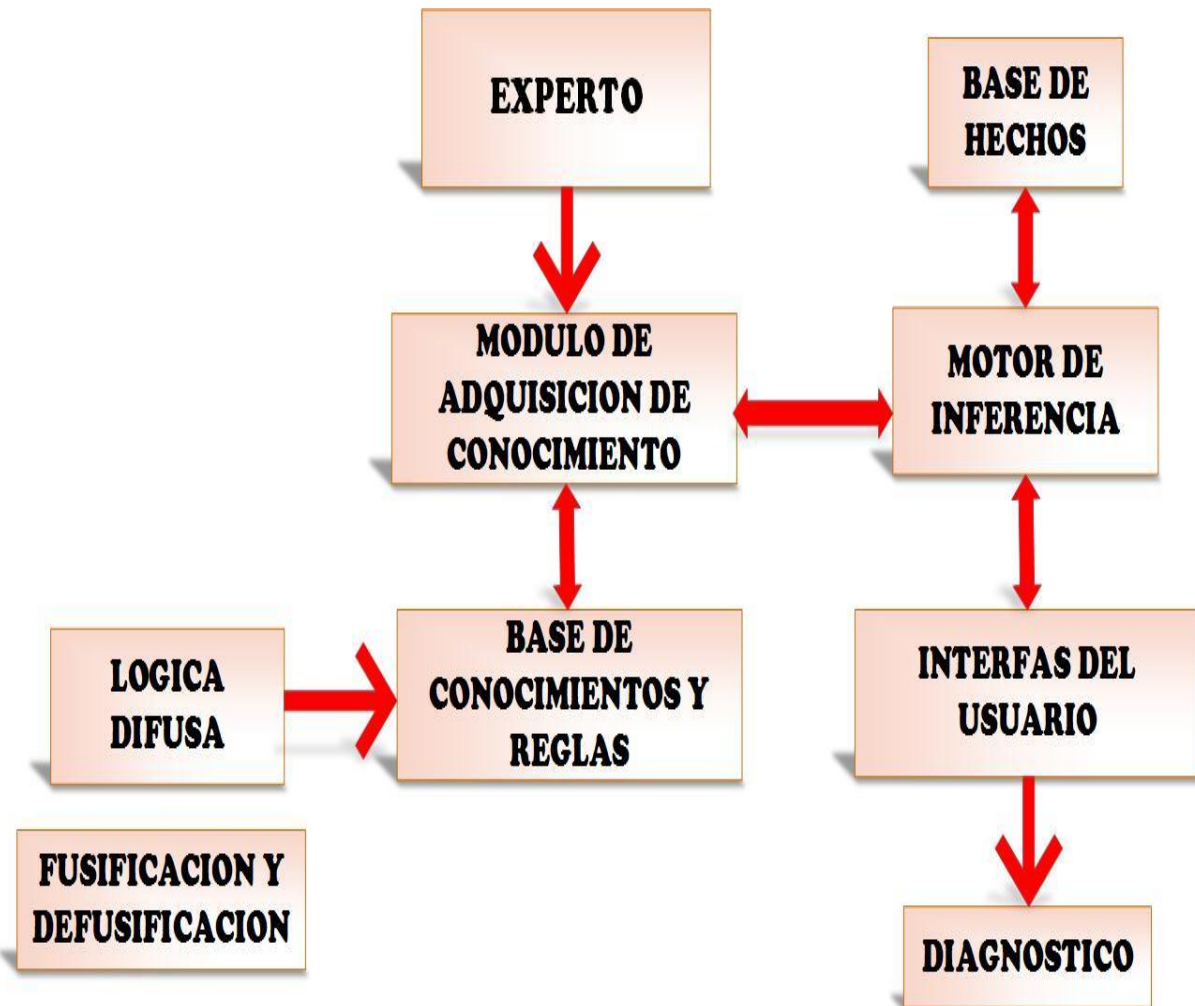 EXPERTO
BASE DE
HECHOS
MODULO DE
ADQUISICION DE
CONOCIMIENTO
MOTOR DE
INFERENCIA
LOGICA
DIFUSA
BASE DE
CONOCIMIENTOS Y
REGLAS
INTERFAS DEL
USUARIO
FUSIFICACION Y
DEFUSIFICACION
DIAGNOSTICO